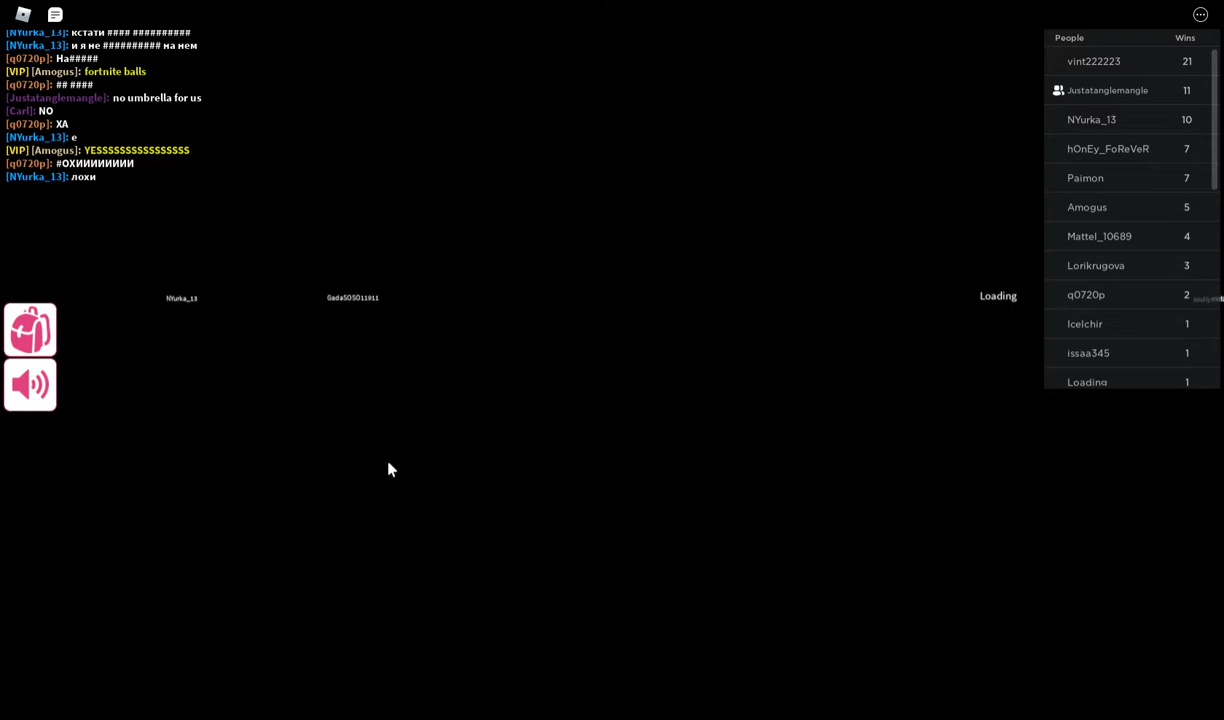 [NYurka_13]: кстати #### ##########
[NYurka_13]: и я не ########## на нем
[q0720p]: На#####
[VIP] [Amogus]: fortnite balls
[q0720p]: ## ####
[Justatanglemangle]: no umbrella for us
[Carl]: NO
[q0720p]: ХА
[NYurka_13]: е
[VIP] [Amogus]: YESSSSSSSSSSSSSSSS
[q0720p]: #ОХИИИИИИИИ
[NYurka_13]: лохи
People Wins
vint222223 21
Justatanglemangle 11
NYurka_13 10
hOnEy_FoReVeR 7
Paimon 7
Amogus 5
Mattel_10689 4
Lorikrugova 3
q0720p 2
Icelchir 1
issaa345 1
Loading 1
NYurka_13
GadaSOSO11911
Loading